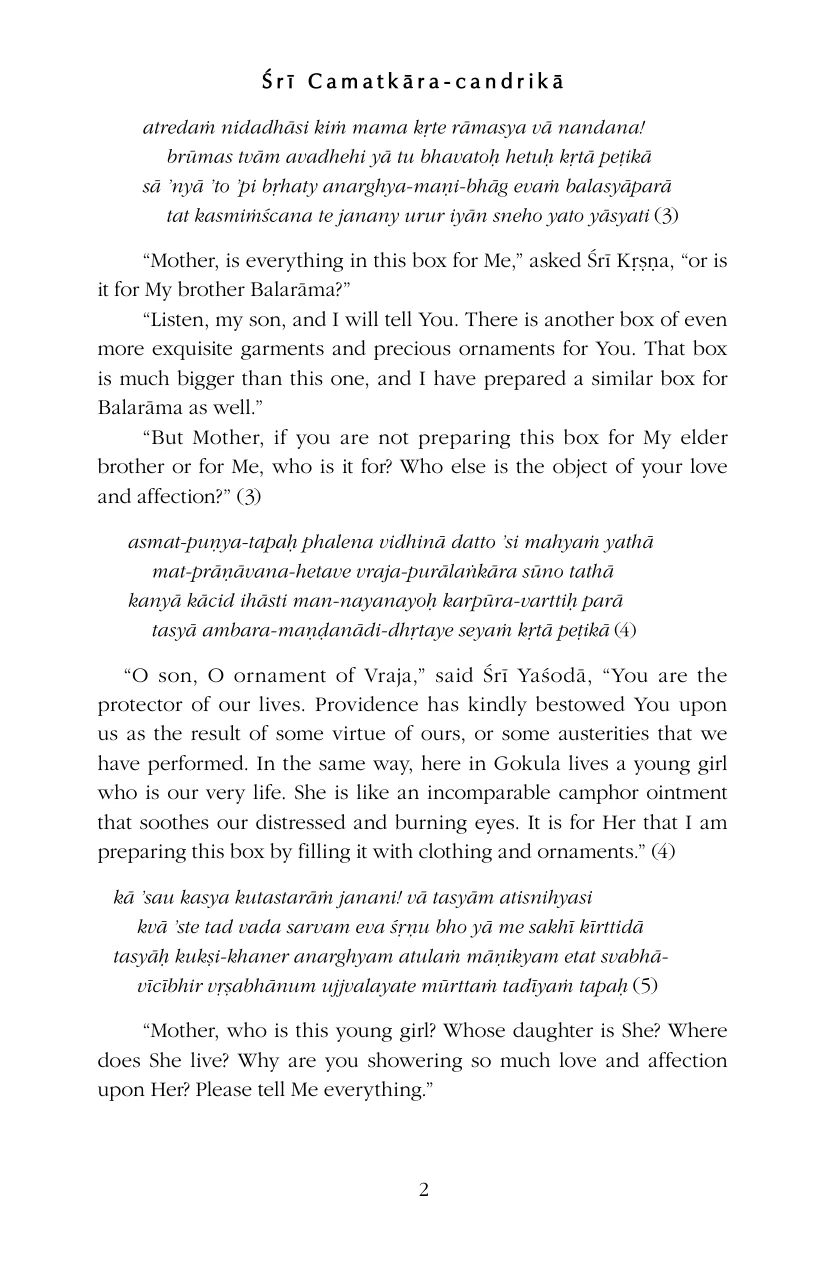 Śrī Camatkāra-candrikā
atredaṁ nidadhāsi kiṁ mama kṛte rāmasya vā nandana!
brūmas tvām avadhehi yā tu bhavatoḥ hetuḥ kṛtā peṭikā
sā ’nyā ’to ’pi bṛhaty anarghya-maṇi-bhāg evaṁ balasyāparā
tat kasmiṁścana te janany urur iyān sneho yato yāsyati (3)
“Mother, is everything in this box for Me,” asked Śrī Kṛṣṇa, “or is
it for My brother Balarāma?”
“Listen, my son, and I will tell You. There is another box of even
more exquisite garments and precious ornaments for You. That box
is much bigger than this one, and I have prepared a similar box for
Balarāma as well.”
“But Mother, if you are not preparing this box for My elder
brother or for Me, who is it for? Who else is the object of your love
and affection?” (3)
asmat-puṇya-tapaḥ phalena vidhinā datto ’si mahyaṁ yathā
mat-prāṇāvana-hetave vraja-purālaṅkāra sūno tathā
kanyā kācid ihāsti man-nayanayoḥ karpūra-varttiḥ parā
tasyā ambara-maṇḍanādi-dhṛtaye seyaṁ kṛtā peṭikā (4)
“O son, O ornament of Vraja,” said Śrī Yaśodā, “You are the
protector of our lives. Providence has kindly bestowed You upon
us as the result of some virtue of ours, or some austerities that we
have performed. In the same way, here in Gokula lives a young girl
who is our very life. She is like an incomparable camphor ointment
that soothes our distressed and burning eyes. It is for Her that I am
preparing this box by filling it with clothing and ornaments.” (4)
kā ’sau kasya kutastarāṁ janani! vā tasyām atisnihyasi
kvā ’ste tad vada sarvam eva śṛṇu bho yā me sakhī kīrttidā
tasyāḥ kukṣi-khaner anarghyam atulaṁ māṇikyam etat svabhā-
vīcībhir vṛṣabhānum ujjvalayate mūrttaṁ tadīyaṁ tapaḥ (5)
“Mother, who is this young girl? Whose daughter is She? Where
does She live? Why are you showering so much love and affection
upon Her? Please tell Me everything.”
2